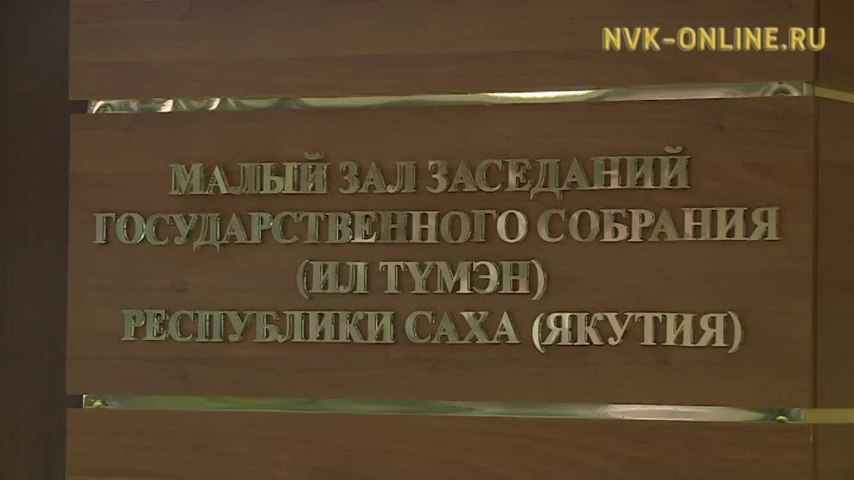 NVK-ONLINE.RU
МАЛЫЙ ЗАЛ ЗАСЕДАНИЙ
ГОСУДАРСТВЕННОГО СОБРАНИЯ
(ИЛ ТҮМЭН)
РЕСПУБЛИКИ САХА (ЯКУТИЯ)